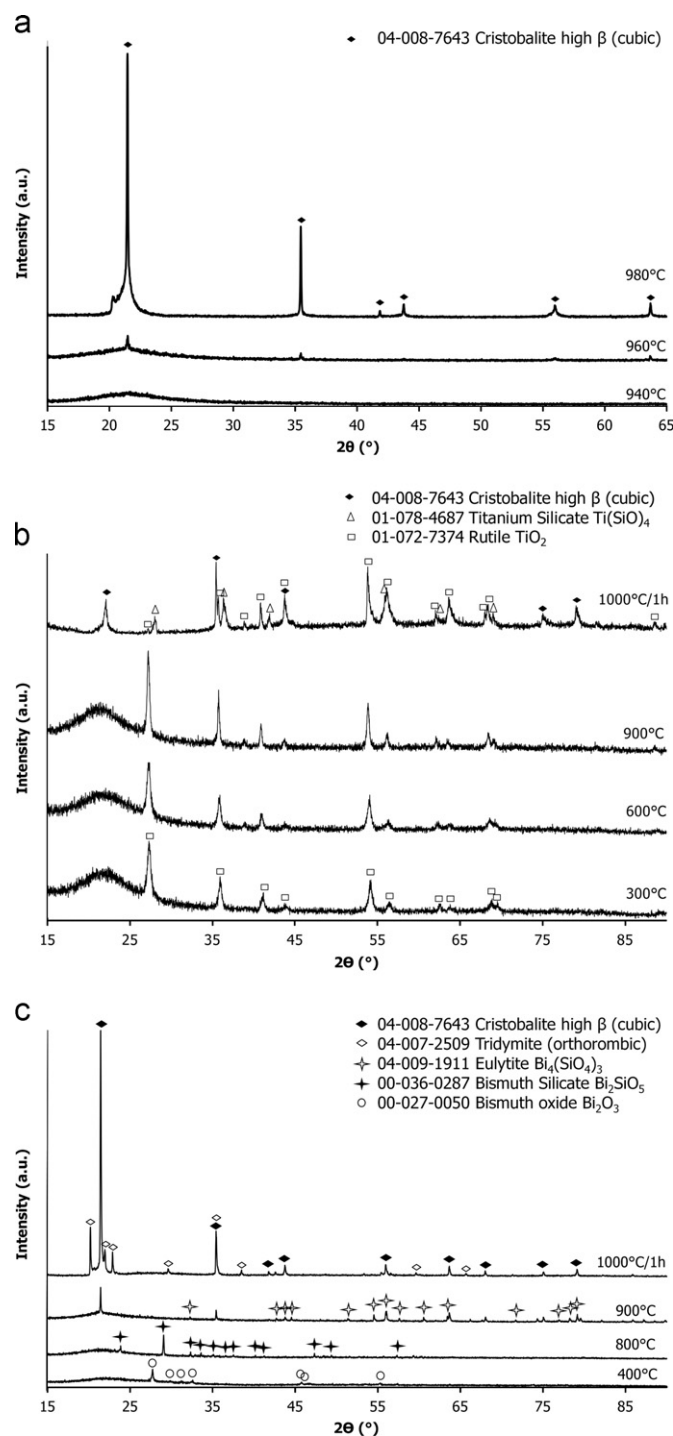 a
04-008-7643 Cristobalite high β (cubic)
Intensity (a.u.)
980°C
960°C
940°C
15 20 25 30 35 40 45 50 55 60 65
2θ (°)
b
04-008-7643 Cristobalite high β (cubic)
01-078-4687 Titanium Silicate Ti(SiO)₄
01-072-7374 Rutile TiO₂
Intensity (a.u.)
1000°C/1h
900°C
600°C
300°C
15 25 35 45 55 65 75 85
2Θ (°)
c
04-008-7643 Cristobalite high β (cubic)
04-007-2509 Tridymite (orthorombic)
04-009-1911 Eulytite Bi₄(SiO₄)₃
00-036-0287 Bismuth Silicate Bi₂SiO₅
00-027-0050 Bismuth oxide Bi₂O₃
Intensity (a.u.)
1000°C/1h
900°C
800°C
400°C
15 25 35 45 55 65 75 85
2Θ (°)